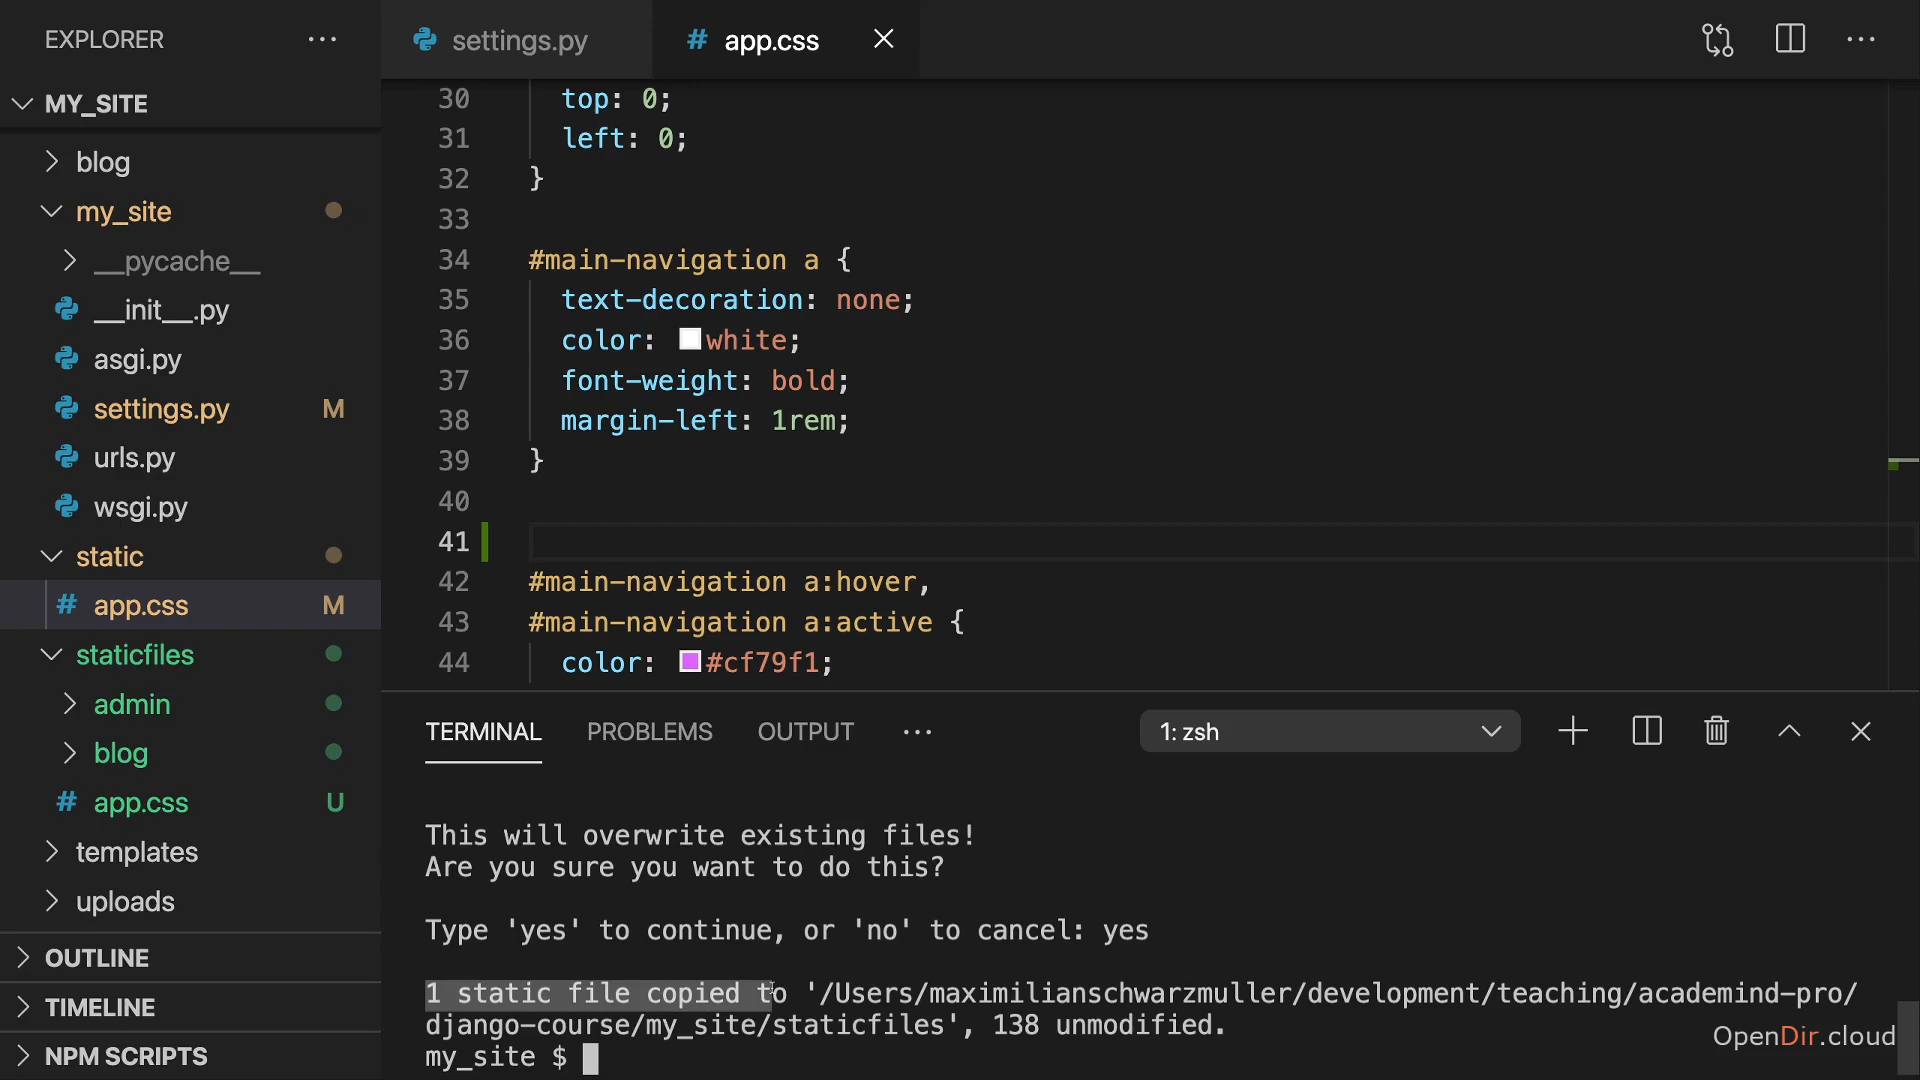 EXPLORER
MY_SITE
blog
my_site
__pycache__
__init__.py
asgi.py
settings.py M
urls.py
wsgi.py
static
app.css M
staticfiles
admin
blog
app.css U
templates
uploads
OUTLINE
TIMELINE
NPM SCRIPTS
settings.py
# app.css
30 top: 0;
31 left: 0;
32 }
33
34 #main-navigation a {
35 text-decoration: none;
36 color: white;
37 font-weight: bold;
38 margin-left: 1rem;
39 }
40
41
42 #main-navigation a:hover,
43 #main-navigation a:active {
44 color: #cf79f1;
TERMINAL PROBLEMS OUTPUT 1: zsh
This will overwrite existing files!
Are you sure you want to do this?
Type 'yes' to continue, or 'no' to cancel: yes
1 static file copied to '/Users/maximilianschwarzmuller/development/teaching/academind-pro/
django-course/my_site/staticfiles', 138 unmodified.
my_site $
OpenDir.cloud